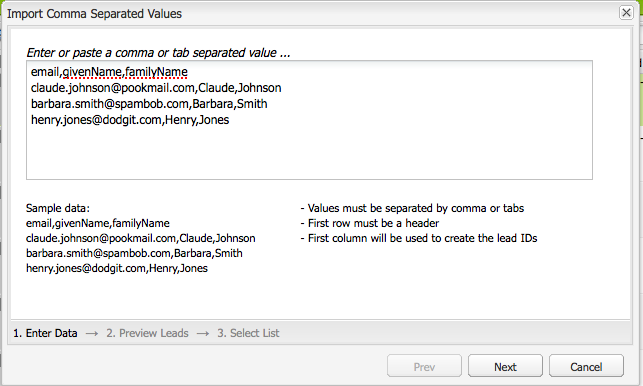 Import Comma Separated Values
Enter or paste a comma or tab separated value ...
email,givenName,familyName
claude.johnson@pookmail.com,Claude,Johnson
barbara.smith@spambob.com,Barbara,Smith
henry.jones@dodgit.com,Henry,Jones
Sample data:
email,givenName,familyName
claude.johnson@pookmail.com,Claude,Johnson
barbara.smith@spambob.com,Barbara,Smith
henry.jones@dodgit.com,Henry,Jones
- Values must be separated by comma or tabs
- First row must be a header
- First column will be used to create the lead IDs
1. Enter Data → 2. Preview Leads → 3. Select List
Prev Next Cancel